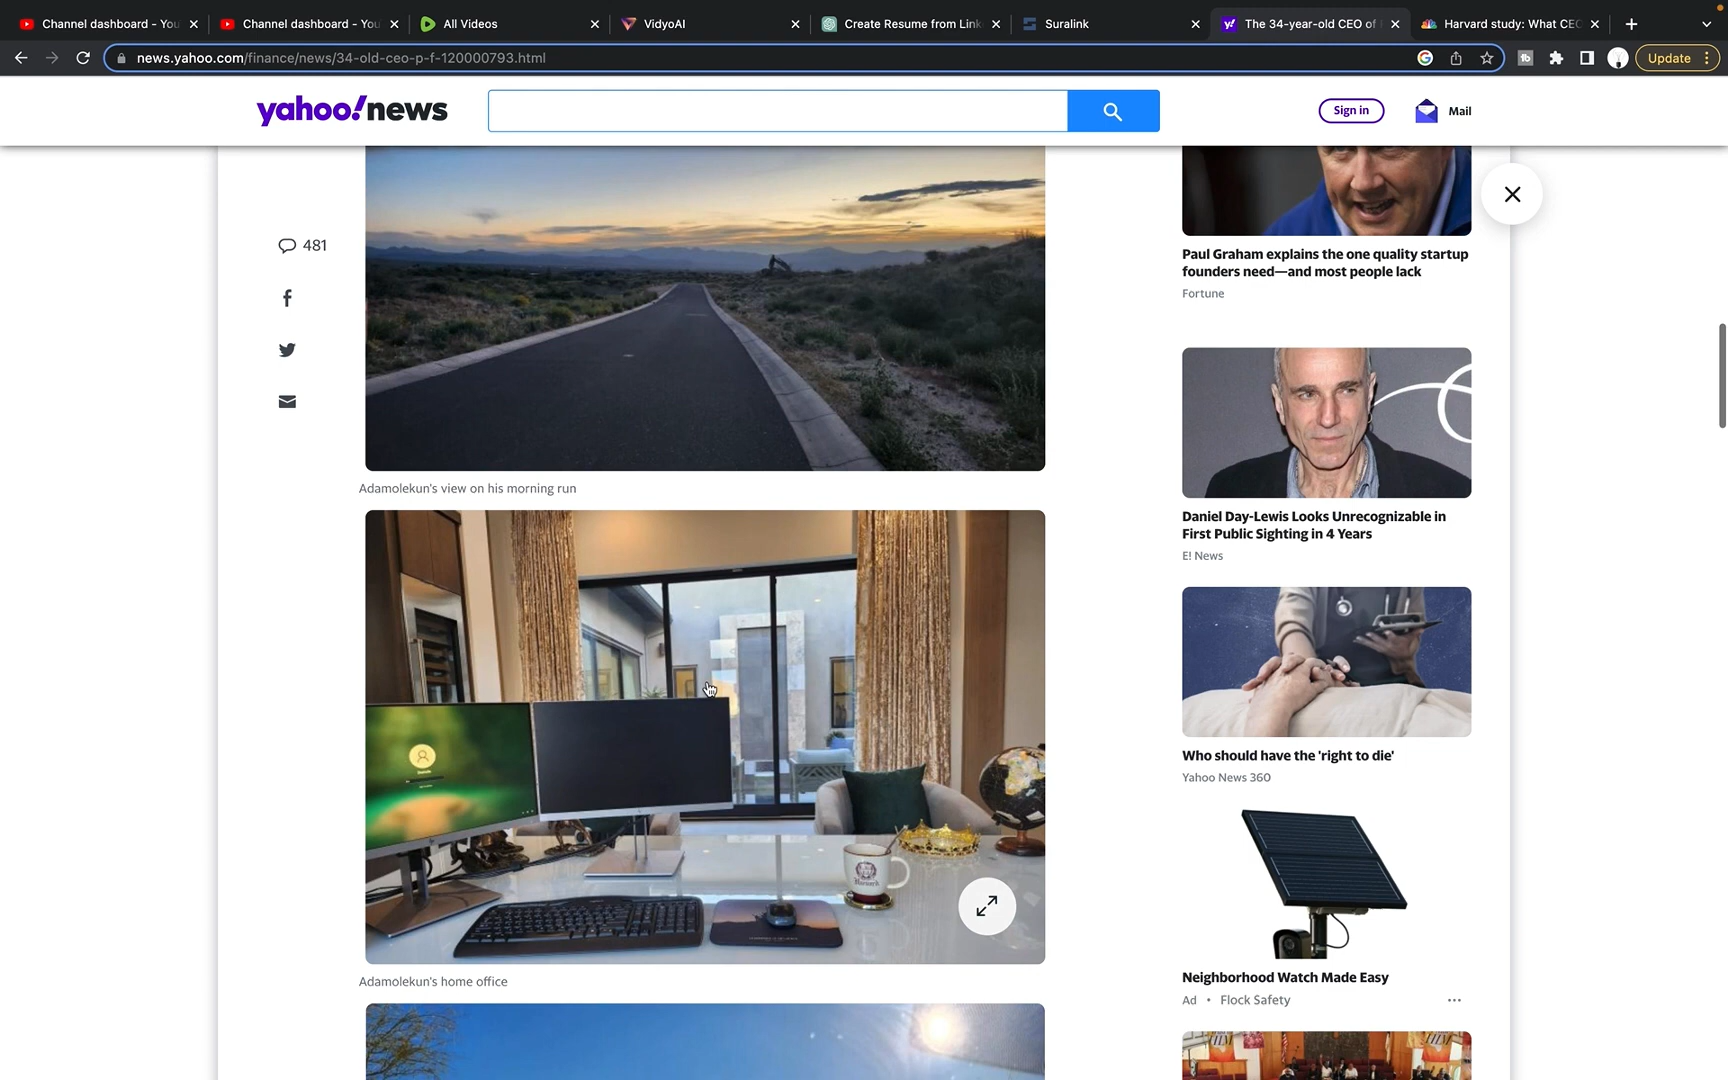 Channel dashboard - You
Channel dashboard - You
All Videos
VidyoAI
Create Resume from Link
Suralink
The 34-year-old CEO of
Harvard study: What CEO
news.yahoo.com/finance/news/34-old-ceo-p-f-120000793.html
Update
yahoo!news
Sign in
Mail
481
Paul Graham explains the one quality startup
founders need—and most people lack
Fortune
Adamolekun's view on his morning run
Daniel Day-Lewis Looks Unrecognizable in
First Public Sighting in 4 Years
E! News
Who should have the 'right to die'
Yahoo News 360
Harvard
Neighborhood Watch Made Easy
Ad • Flock Safety
Adamolekun's home office